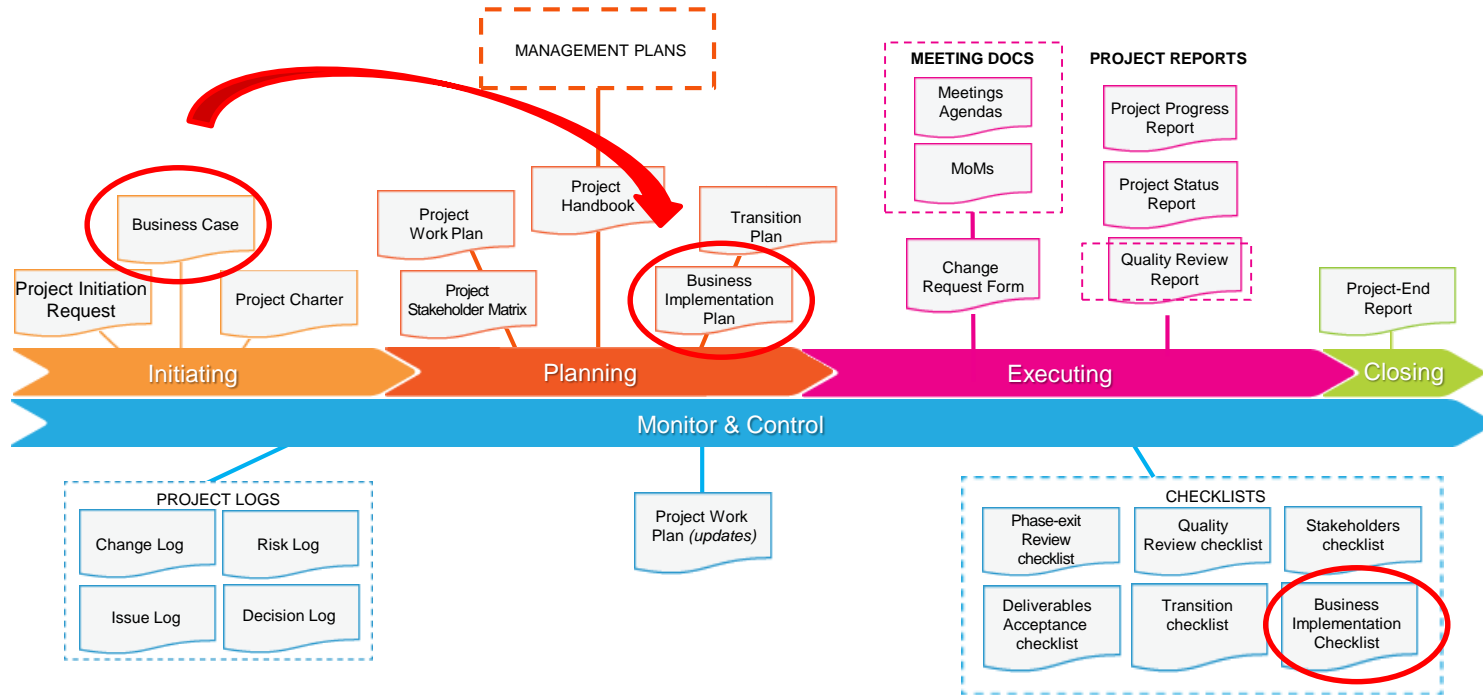 MANAGEMENT PLANS
MEETING DOCS
PROJECT REPORTS
Meetings
Agendas
MoMs
Change
Request Form
Project Progress
Report
Project Status
Report
Quality Review
Report
Business Case
Project Initiation
Request
Project Charter
Project
Work Plan
Project
Stakeholder Matrix
Project
Handbook
Transition
Plan
Business
Implementation
Plan
Project-End
Report
Initiating
Planning
Executing
Closing
Monitor & Control
PROJECT LOGS
Change Log
Risk Log
Issue Log
Decision Log
Project Work
Plan (updates)
CHECKLISTS
Phase-exit
Review
checklist
Quality
Review checklist
Stakeholders
checklist
Deliverables
Acceptance
checklist
Transition
checklist
Business
Implementation
Checklist